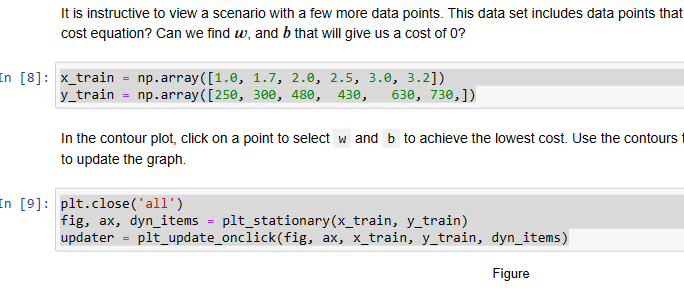 It is instructive to view a scenario with a few more data points. This data set includes data points that
cost equation? Can we find w, and b that will give us a cost of 0?
In [8]: x_train = np.array([1.0, 1.7, 2.0, 2.5, 3.0, 3.2])
y_train = np.array([250, 300, 480,  430,   630, 730,])
In the contour plot, click on a point to select w and b to achieve the lowest cost. Use the contours
to update the graph.
In [9]: plt.close('all')
fig, ax, dyn_items = plt_stationary(x_train, y_train)
updater = plt_update_onclick(fig, ax, x_train, y_train, dyn_items)
Figure